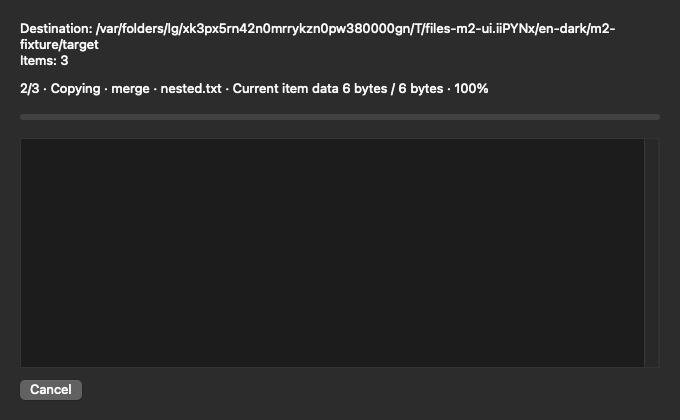 Destination: /var/folders/lg/xk3px5rn42n0mrrykzn0pw380000gn/T/files-m2-ui.iiPYNx/en-dark/m2-
fixture/target
Items: 3
2/3 · Copying · merge · nested.txt · Current item data 6 bytes / 6 bytes · 100%
Cancel